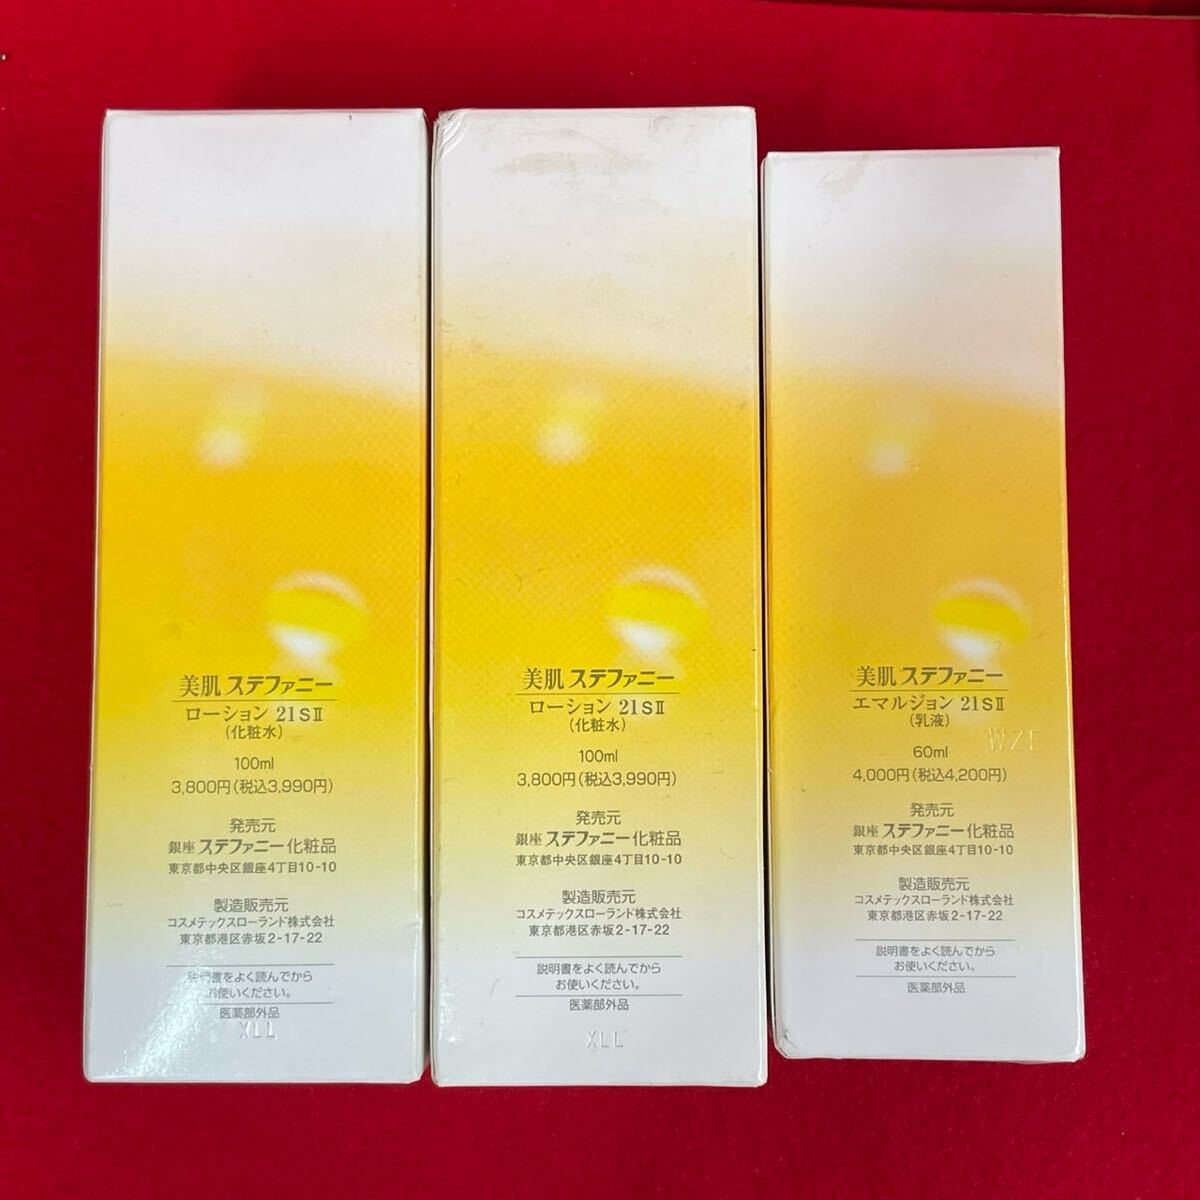 美肌 ステファニー
ローション 21SⅡ
(化粧水)
100ml
3,800円(税込3,990円)
発売元
銀座 ステファニー化粧品
東京都中央区銀座4丁目10-10
製造販売元
コスメテックスローランド株式会社
東京都港区赤坂2-17-22
説明書をよく読んでから
お使いください。
医薬部外品
XLL
美肌 ステファニー
ローション 21SⅡ
(化粧水)
100ml
3,800円(税込3,990円)
発売元
銀座 ステファニー化粧品
東京都中央区銀座4丁目10-10
製造販売元
コスメテックスローランド株式会社
東京都港区赤坂2-17-22
説明書をよく読んでから
お使いください。
医薬部外品
XLL
美肌 ステファニー
エマルジョン 21SⅡ
(乳液)
60ml
4,000円(税込4,200円)
発売元
銀座 ステファニー化粧品
東京都中央区銀座4丁目10-10
製造販売元
コスメテックスローランド株式会社
東京都港区赤坂2-17-22
説明書をよく読んでから
お使いください。
医薬部外品